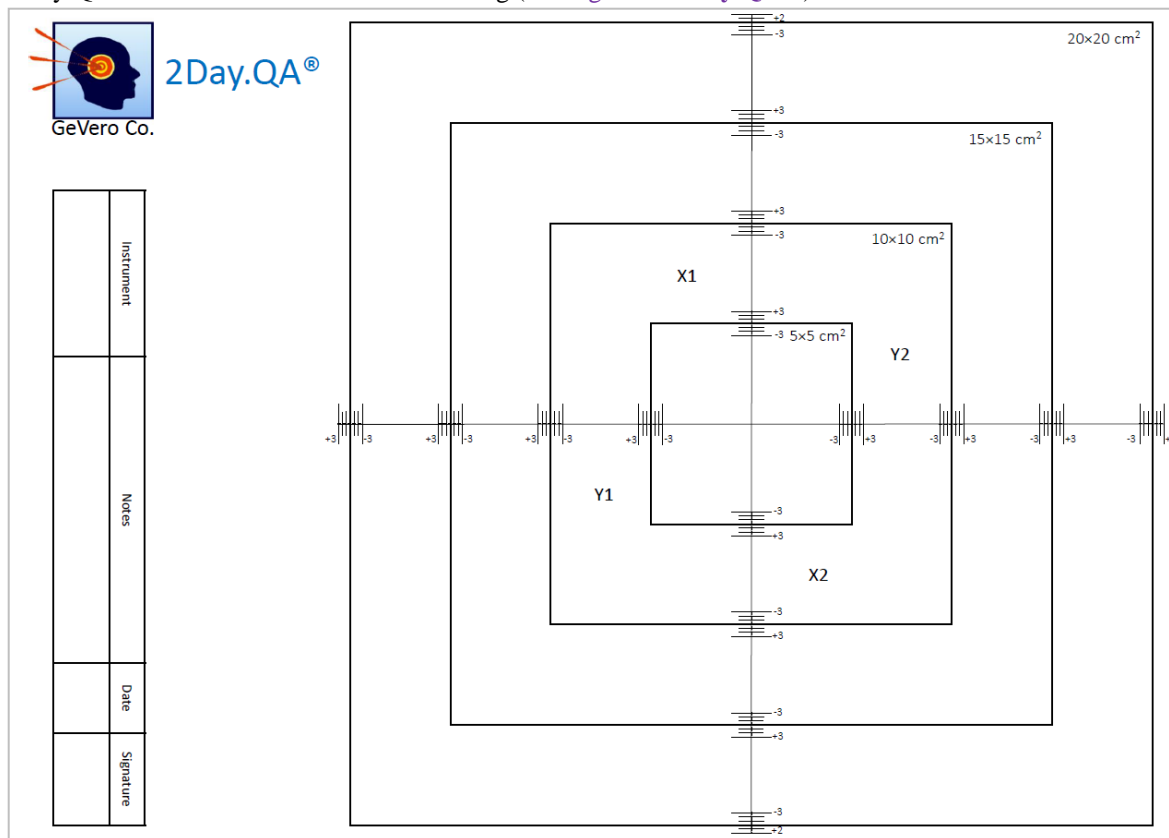 +2
-3
20×20 cm²
2Day.QA®
GeVero Co.
+3
-3
15×15 cm²
+3
-3
10×10 cm²
X1
+3
-3
5×5 cm²
Y2
+3 -3 +3 -3 +3 -3 +3 -3 -3 +3 -3 +3 -3 +3 -3
Y1
-3
+3
X2
-3
+3
-3
+3
-3
+2
Instrument
Notes
Date
Signature